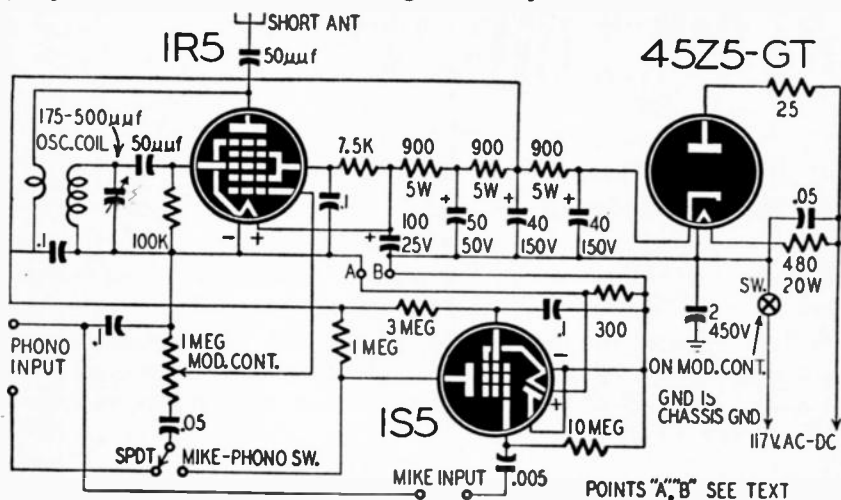 SHORT ANT
IR5
50μμf
45Z5-GT
25
175-500μμf
OSC.COIL
50μμf
7.5K
900
5W
900
5W
900
5W
.05
.1
100K
.1
- +
+
100
25V
+
50
50V
+
40
150V
+
40
150V
480
20W
A B
SW.
2
450V
300
3 MEG
.1
1 MEG
PHONO
INPUT
.1
1 MEG
MOD. CONT.
ON MOD. CONT.
GND IS
CHASSIS GND
117V. AC-DC
-
+
IS5
10 MEG
.05
SPDT
MIKE-PHONO SW.
MIKE INPUT
.005
POINTS "A","B" SEE TEXT